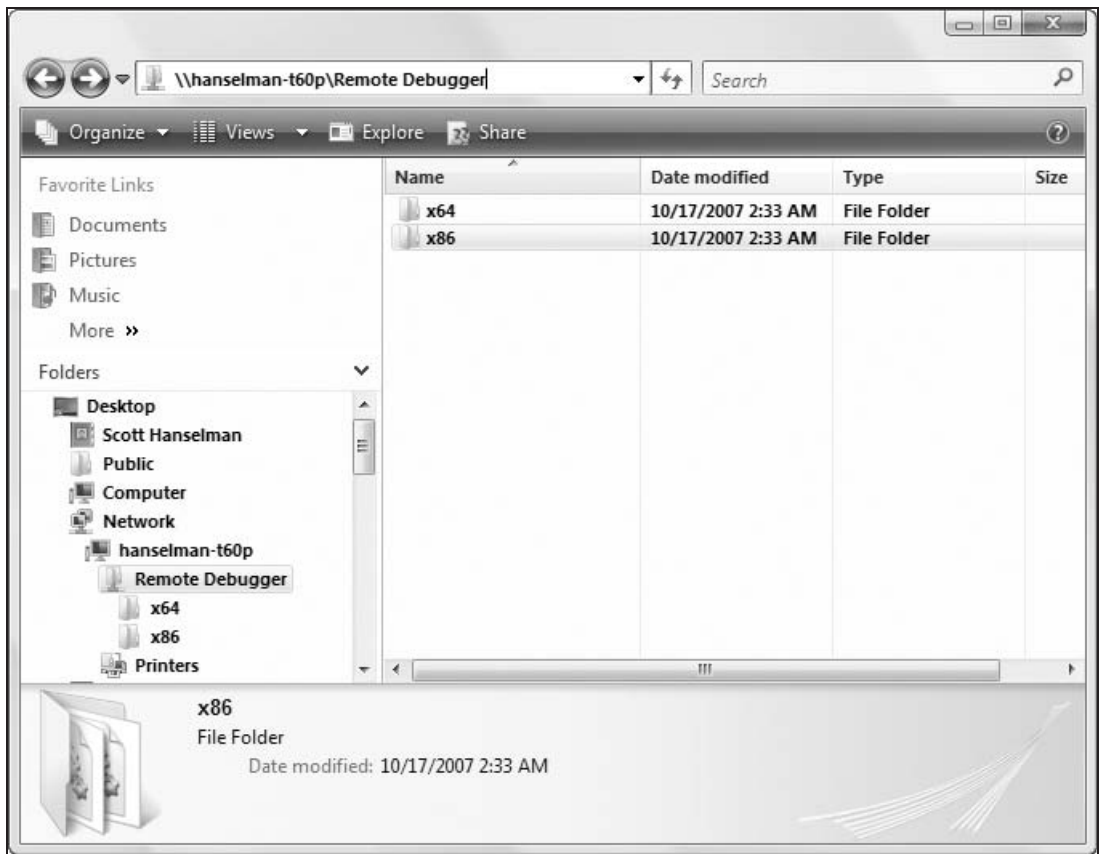 \\hanselman-t60p\Remote Debugger
Search
Organize Views Explore Share
Favorite Links
Documents
Pictures
Music
More »
Folders
Desktop
Scott Hanselman
Public
Computer
Network
hanselman-t60p
Remote Debugger
x64
x86
Printers
Name Date modified Type Size
x64 10/17/2007 2:33 AM File Folder
x86 10/17/2007 2:33 AM File Folder
x86
File Folder
Date modified: 10/17/2007 2:33 AM